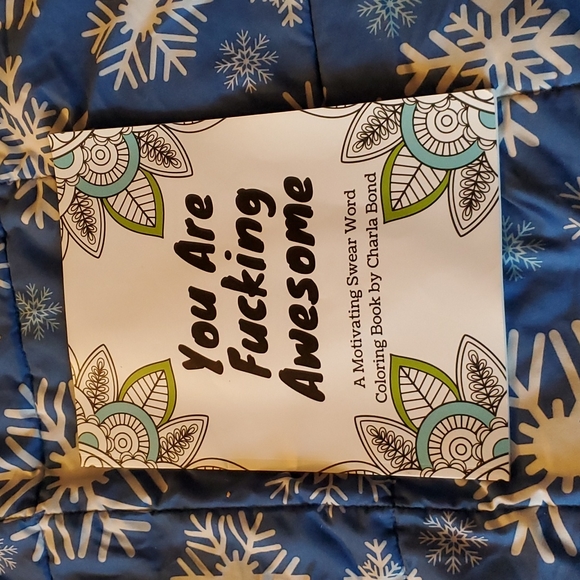 You Are
Fucking
Awesome
A Motivating Swear Word
Coloring Book by Charla Bond